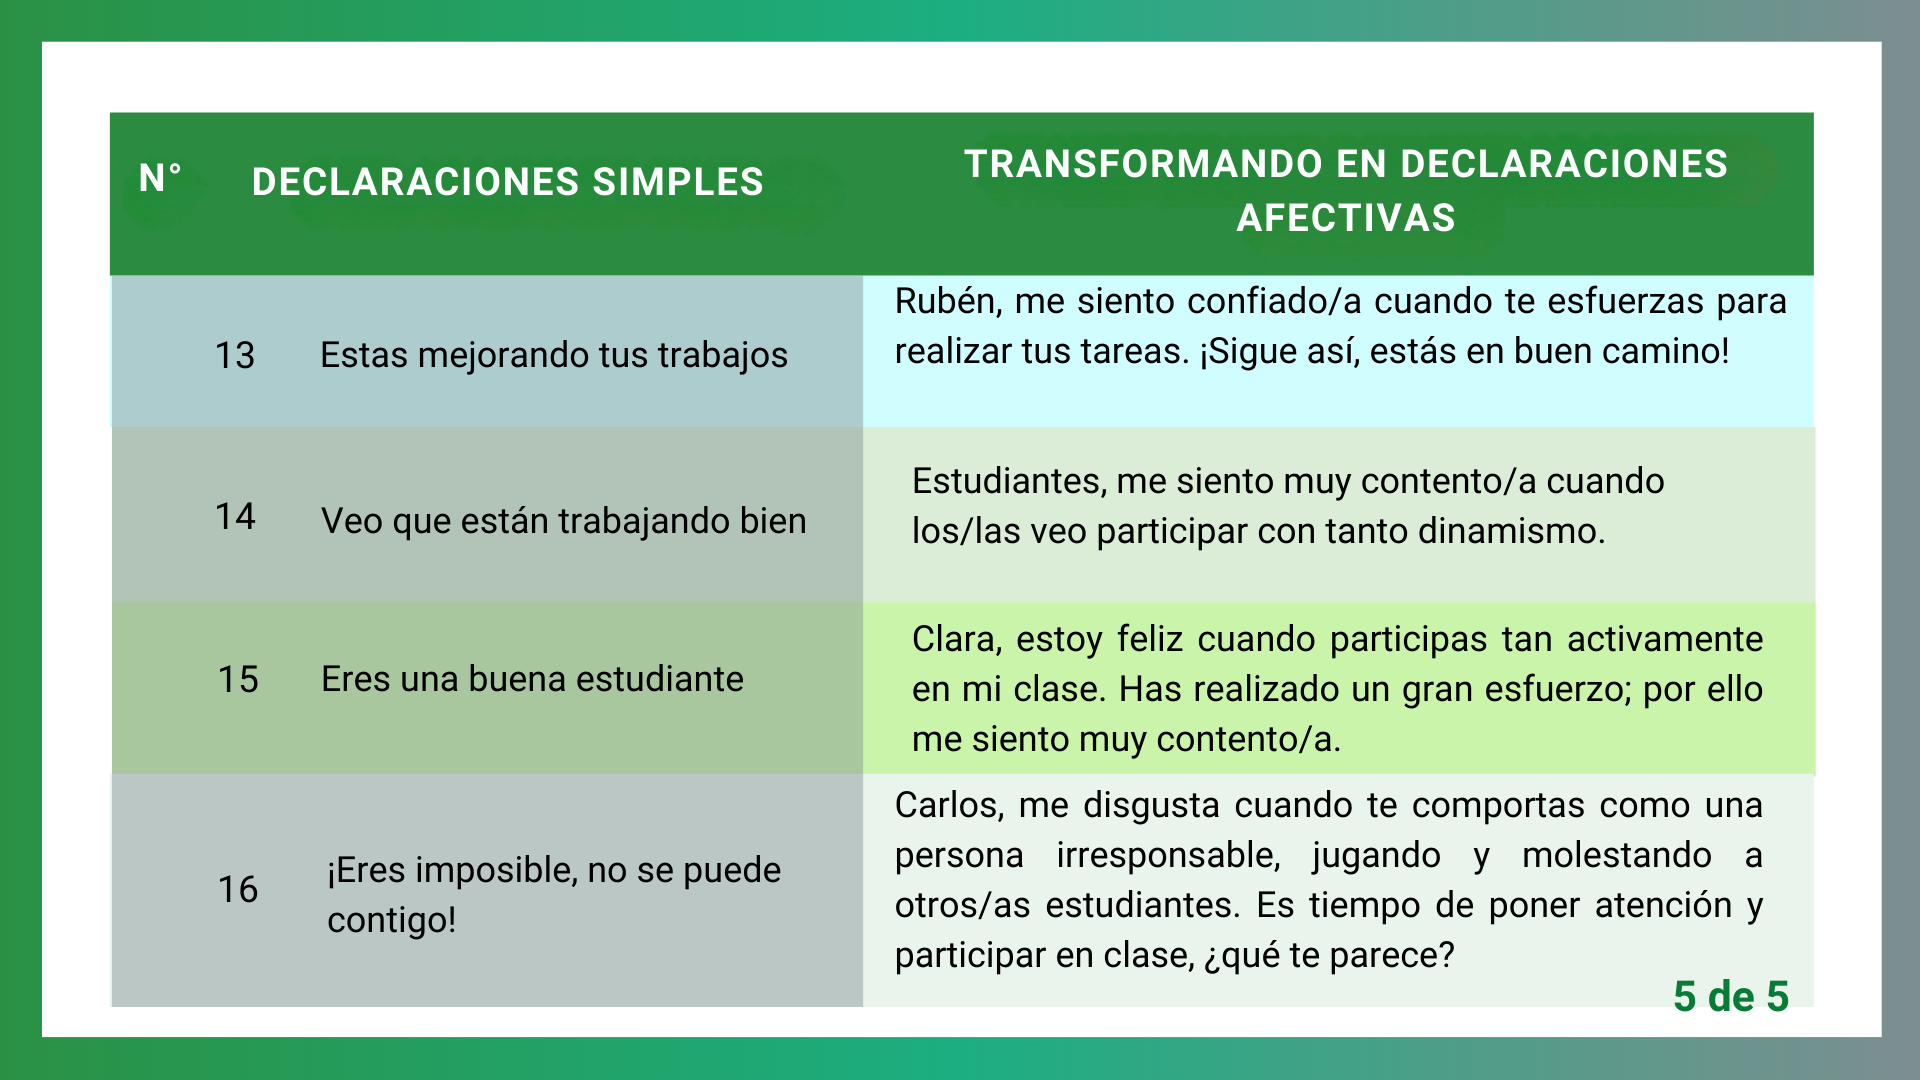 N°
DECLARACIONES SIMPLES
TRANSFORMANDO EN DECLARACIONES
AFECTIVAS
13
Estas mejorando tus trabajos
Rubén, me siento confiado/a cuando te esfuerzas para
realizar tus tareas. ¡Sigue así, estás en buen camino!
14
Veo que están trabajando bien
Estudiantes, me siento muy contento/a cuando
los/las veo participar con tanto dinamismo.
15
Eres una buena estudiante
Clara, estoy feliz cuando participas tan activamente
en mi clase. Has realizado un gran esfuerzo; por ello
me siento muy contento/a.
16
¡Eres imposible, no se puede
contigo!
Carlos, me disgusta cuando te comportas como una
persona irresponsable, jugando y molestando a
otros/as estudiantes. Es tiempo de poner atención y
participar en clase, ¿qué te parece?
5 de 5